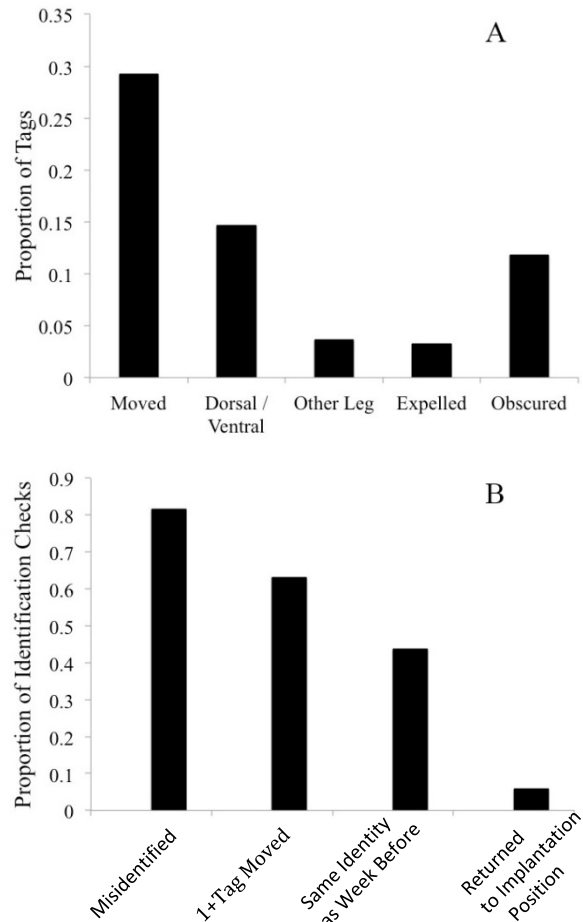 A
0.35
0.3
0.25
0.2
0.15
0.1
0.05
0
Proportion of Tags
Moved
Dorsal /
Ventral
Other Leg
Expelled
Obscured
B
0.9
0.8
0.7
0.6
0.5
0.4
0.3
0.2
0.1
0
Proportion of Identification Checks
Misidentified
1+Tag Moved
Same Identity
as Week Before
Returned
to Implantation
Position